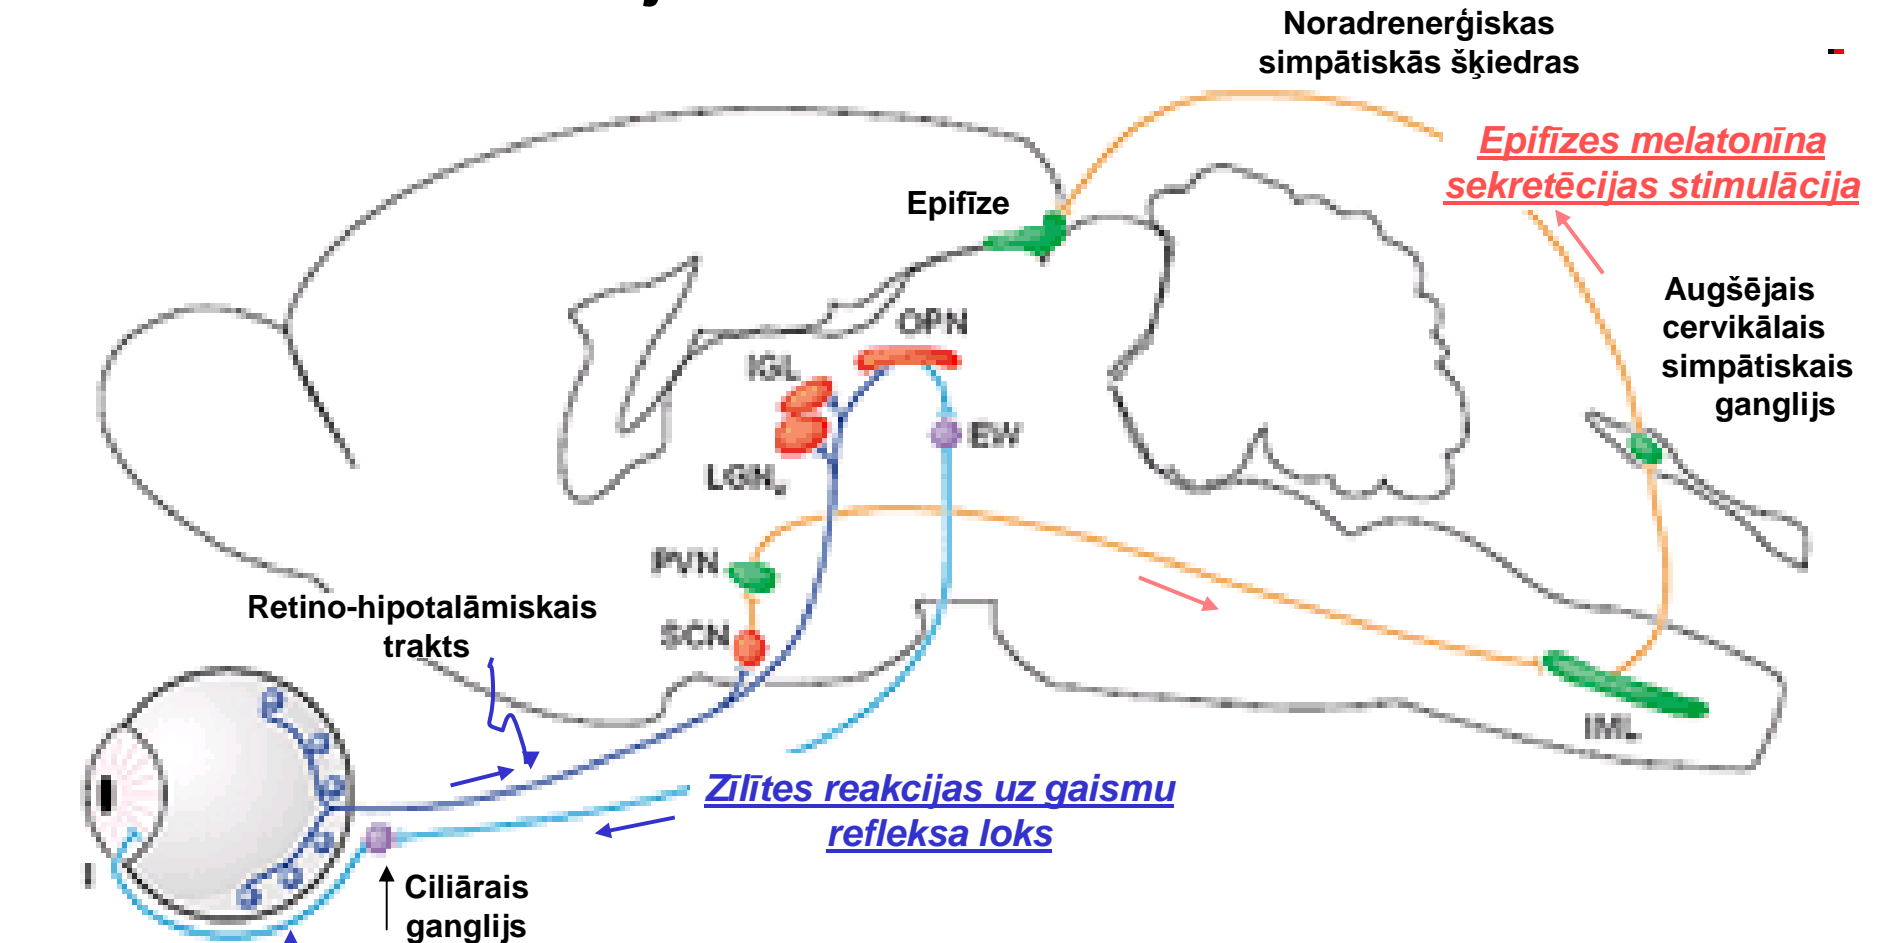 Noradrenerģiskas
simpātiskās šķiedras
Epifīzes melatonīna
sekretēcijas stimulācija
Epifīze
Augšējais
cervikālais
simpātiskais
ganglijs
OPN
IGL
EW
LGNv
PVN
SCN
Retino-hipotalāmiskais
trakts
IML
Zīlītes reakcijas uz gaismu
refleksa loks
Ciliārais
ganglijs